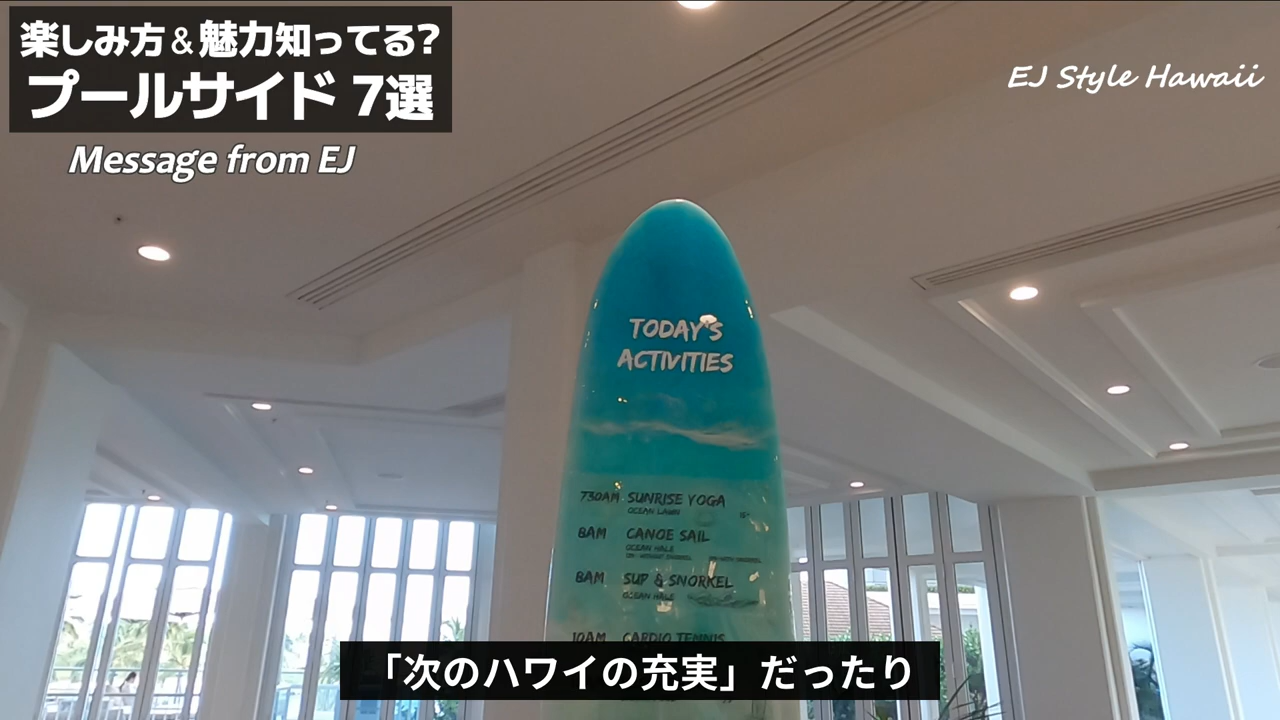 楽しみ方&魅力知ってる?
プールサイド 7選
Message from EJ
EJ Style Hawaii
TODAY'S
ACTIVITIES
730AM SUNRISE YOGA
OCEAN LAWN
8AM CANOE SAIL
OCEAN HALE
8AM SUP & SNORKEL
OCEAN HALE
10AM CARDIO TENNIS
「次のハワイの充実」だったり